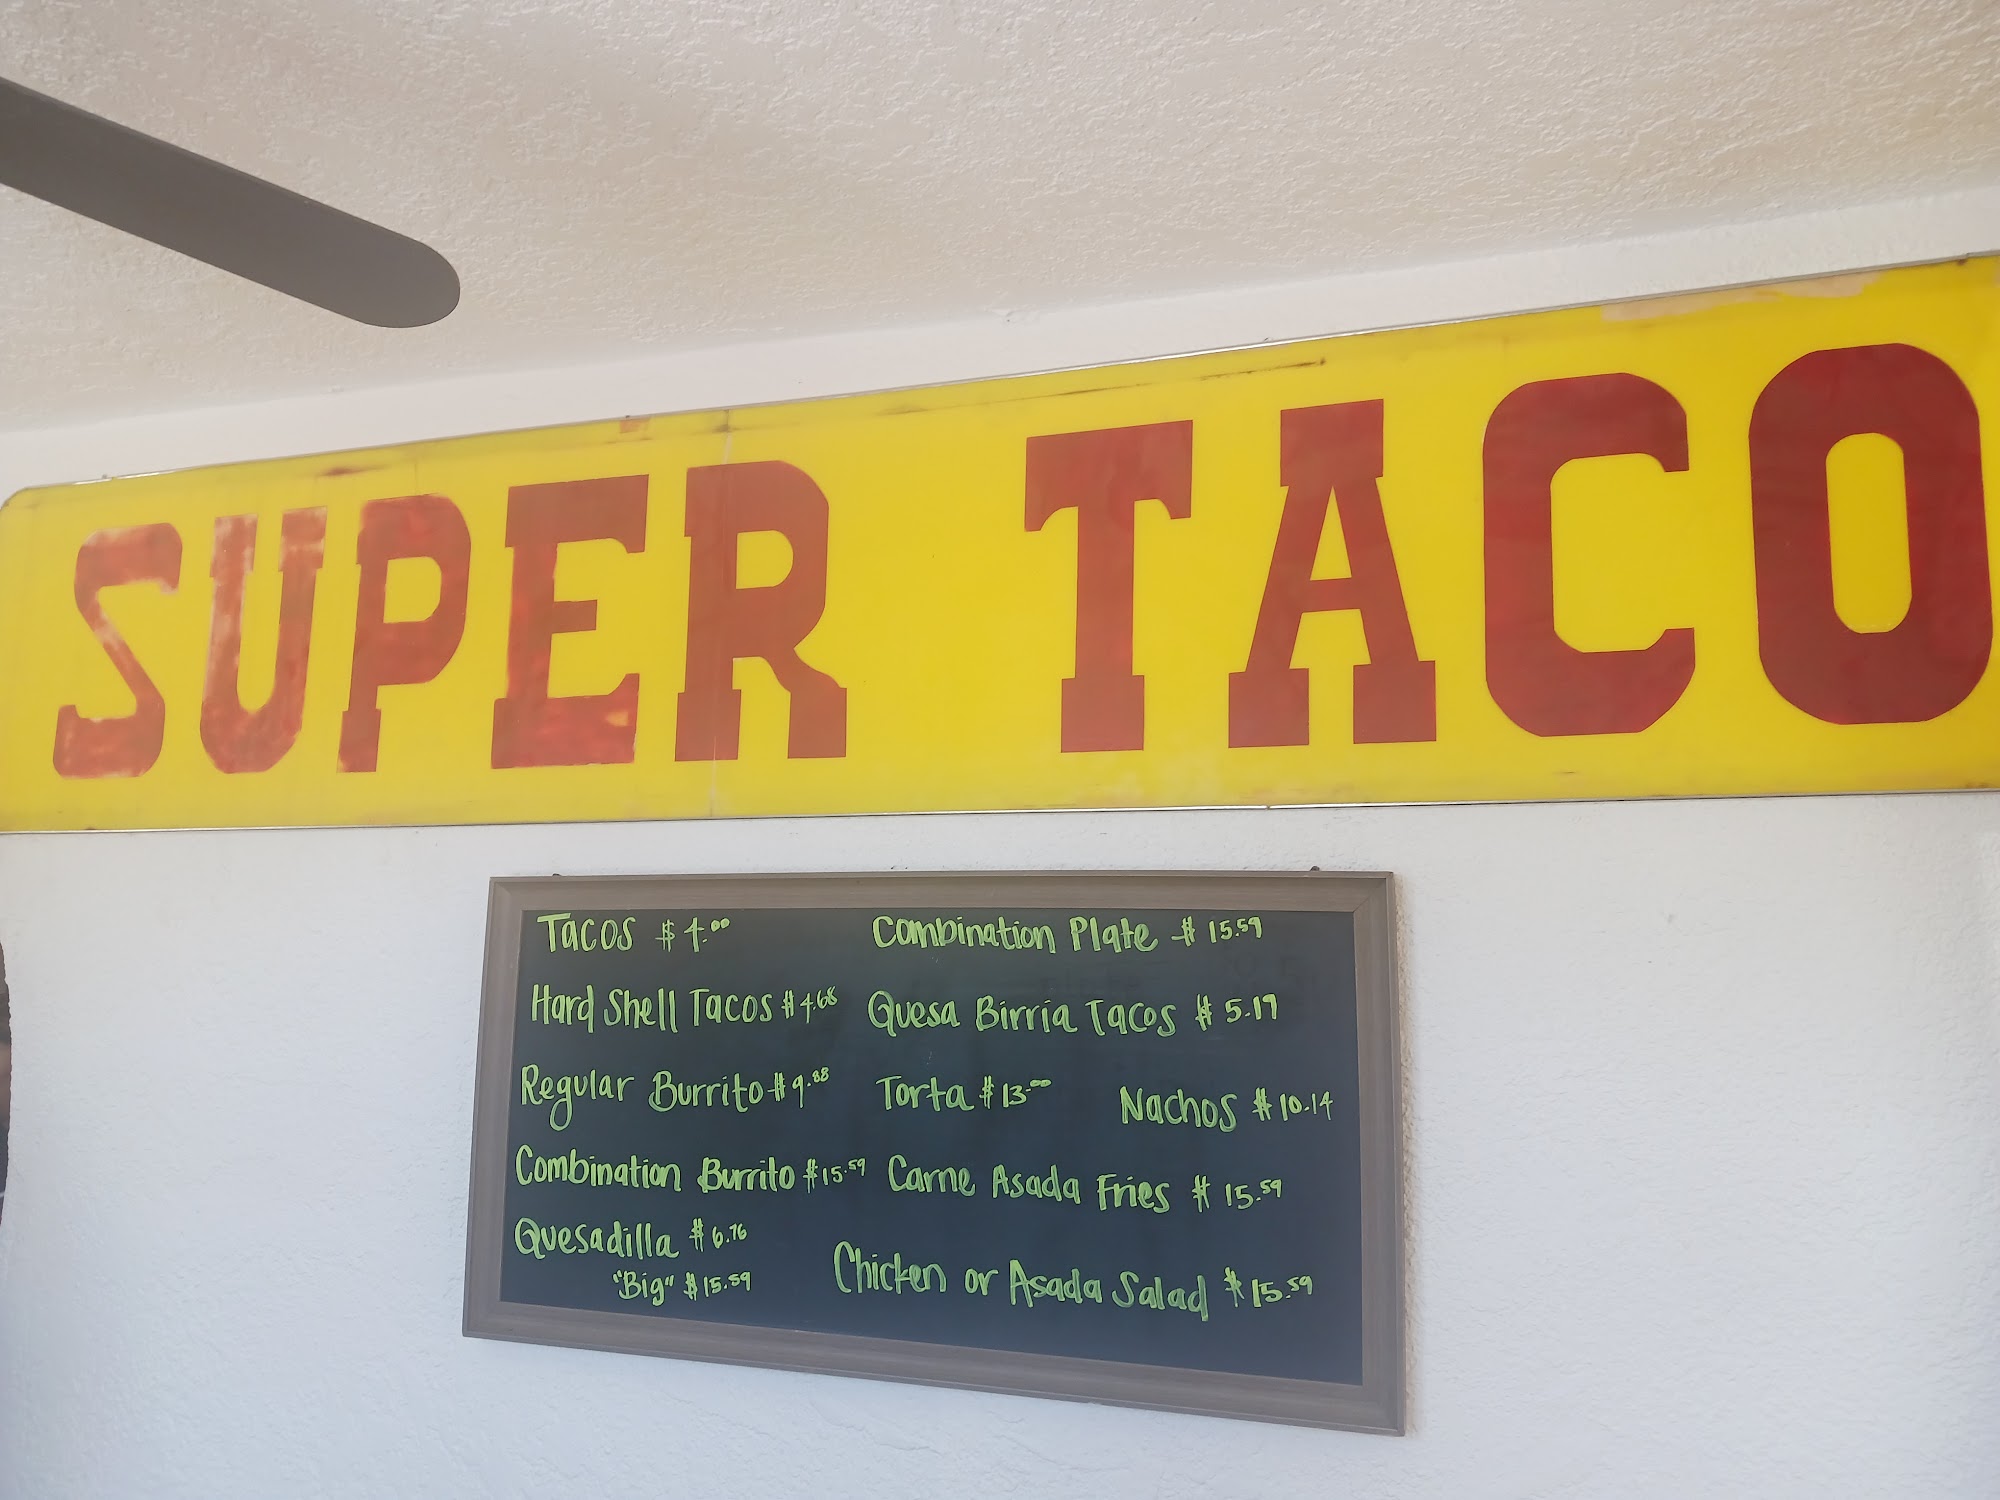 SUPER TACO
Tacos $4.00
Hard Shell Tacos $4.68
Regular Burrito $9.88
Combination Burrito $15.59
Quesadilla $6.76
"Big" $15.59
Combination Plate $15.59
Quesa Birria Tacos $5.19
Torta $13.00 Nachos $10.14
Carne Asada Fries $15.59
Chicken or Asada Salad $15.59